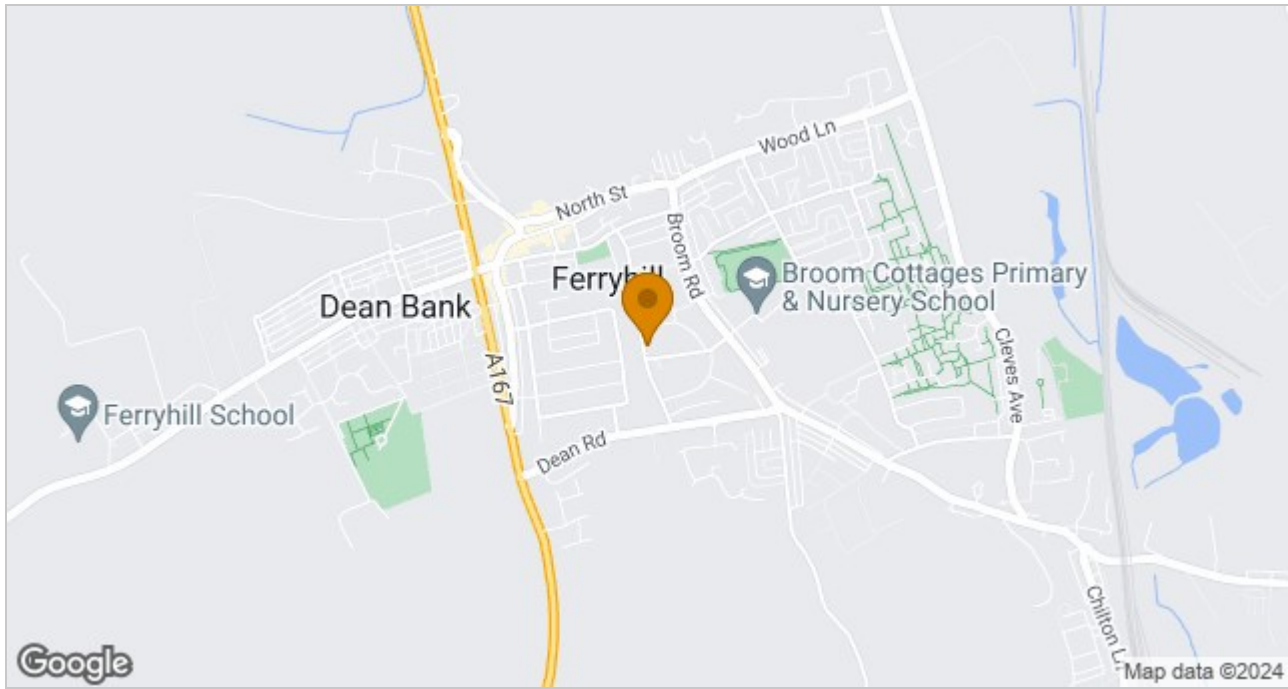 Wood Ln
North St
Broom Rd
Ferryhill
Broom Cottages Primary
& Nursery School
Dean Bank
A167
Cleves Ave
Ferryhill School
Dean Rd
Chilton Ln
Google
Map data ©2024